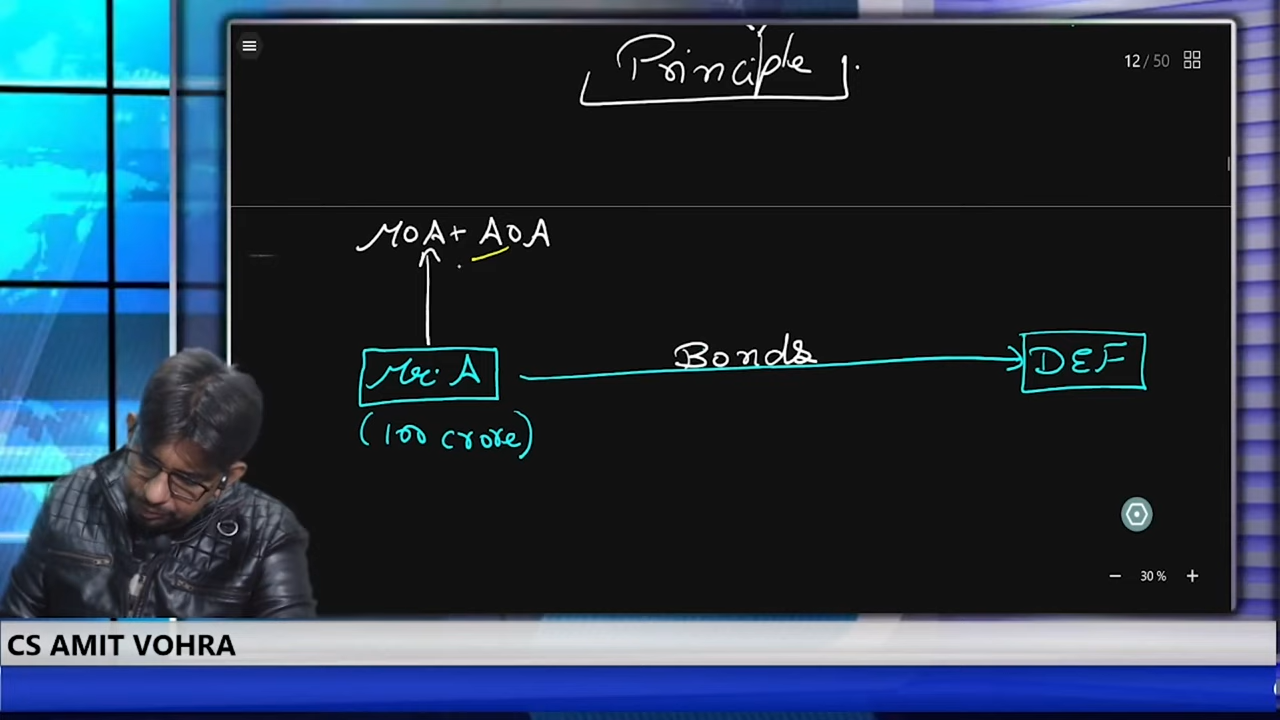 Principle
12/50
MOA+ AOA
Bonds
Mr. A
DEF
(100 crore)
30 %
CS AMIT VOHRA